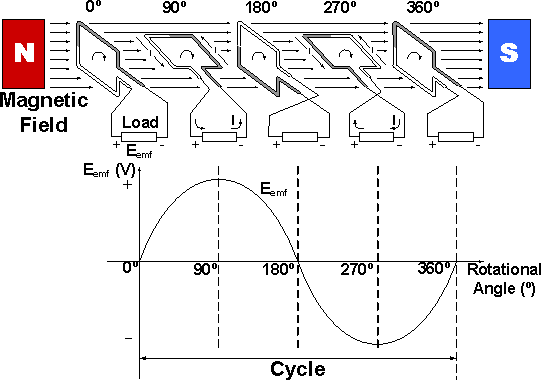 0º 90º 180º 270º 360º
N S
Magnetic
Field
Load I I
+ - + - + - + - + -
Eemf
Eemf (V)
+
Eemf
0º 90º 180º 270º 360º Rotational
Angle (º)
–
Cycle